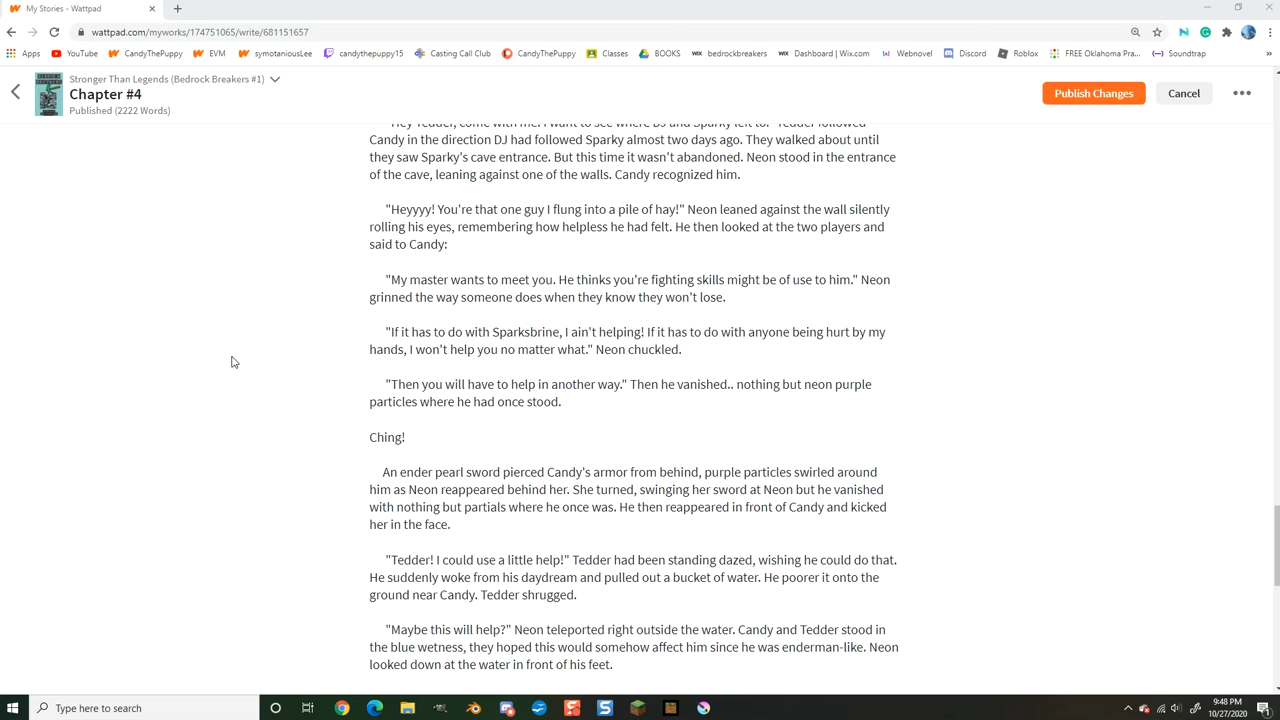 My Stories - Wattpad
wattpad.com/myworks/174751065/write/681151657
Apps YouTube CandyThePuppy EVM symotaniousLee candythepuppy15 Casting Call Club CandyThePuppy Classes BOOKS WIX bedrockbreakers WIX Dashboard | Wix.com Webnovel Discord Roblox FREE Oklahoma Pra... Soundtrap »
Stronger Than Legends (Bedrock Breakers #1)
Chapter #4
Published (2222 Words)
Publish Changes
Cancel
"Hey Tedder, come with me. I want to see where DJ and Sparky left to." Tedder followed
Candy in the direction DJ had followed Sparky almost two days ago. They walked about until
they saw Sparky's cave entrance. But this time it wasn't abandoned. Neon stood in the entrance
of the cave, leaning against one of the walls. Candy recognized him.
"Heyyyy! You're that one guy I flung into a pile of hay!" Neon leaned against the wall silently
rolling his eyes, remembering how helpless he had felt. He then looked at the two players and
said to Candy:
"My master wants to meet you. He thinks you're fighting skills might be of use to him." Neon
grinned the way someone does when they know they won't lose.
"If it has to do with Sparksbrine, I ain't helping! If it has to do with anyone being hurt by my
hands, I won't help you no matter what." Neon chuckled.
"Then you will have to help in another way." Then he vanished.. nothing but neon purple
particles where he had once stood.
Ching!
An ender pearl sword pierced Candy's armor from behind, purple particles swirled around
him as Neon reappeared behind her. She turned, swinging her sword at Neon but he vanished
with nothing but partials where he once was. He then reappeared in front of Candy and kicked
her in the face.
"Tedder! I could use a little help!" Tedder had been standing dazed, wishing he could do that.
He suddenly woke from his daydream and pulled out a bucket of water. He poorer it onto the
ground near Candy. Tedder shrugged.
"Maybe this will help?" Neon teleported right outside the water. Candy and Tedder stood in
the blue wetness, they hoped this would somehow affect him since he was enderman-like. Neon
looked down at the water in front of his feet.
Type here to search
9:48 PM
10/27/2020